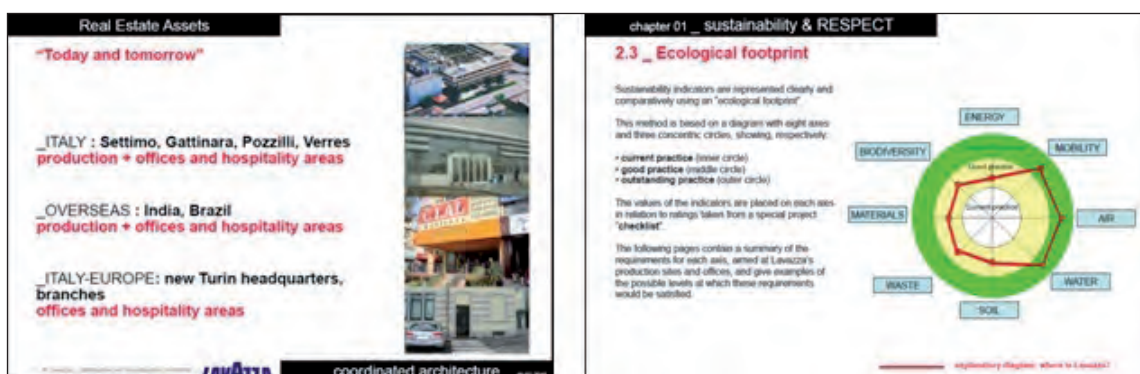 Real Estate Assets
"Today and tomorrow"
_ITALY : Settimo, Gattinara, Pozzilli, Verres
production + offices and hospitality areas
_OVERSEAS : India, Brazil
production + offices and hospitality areas
_ITALY-EUROPE: new Turin headquarters,
branches
offices and hospitality areas
LAVAZZA
coordinated architecture
chapter 01 _ sustainability & RESPECT
2.3 _ Ecological footprint
Sustainability indicators are represented clearly and
comparatively using an "ecological footprint".
This method is based on a diagram with eight axes
and three concentric circles, showing, respectively:
• current practice (inner circle)
• good practice (middle circle)
• outstanding practice (outer circle)
The values of the indicators are placed on each axis
in relation to ratings taken from a special project
"checklist".
The following pages contain a summary of the
requirements for each axis, aimed at Lavazza's
production sites and offices, and give examples of
the possible levels at which these requirements
would be satisfied.
ENERGY
MOBILITY
BIODIVERSITY
Good practice
Current practice
MATERIALS
AIR
WASTE
WATER
SOIL
explanatory diagram: where is Lavazza?